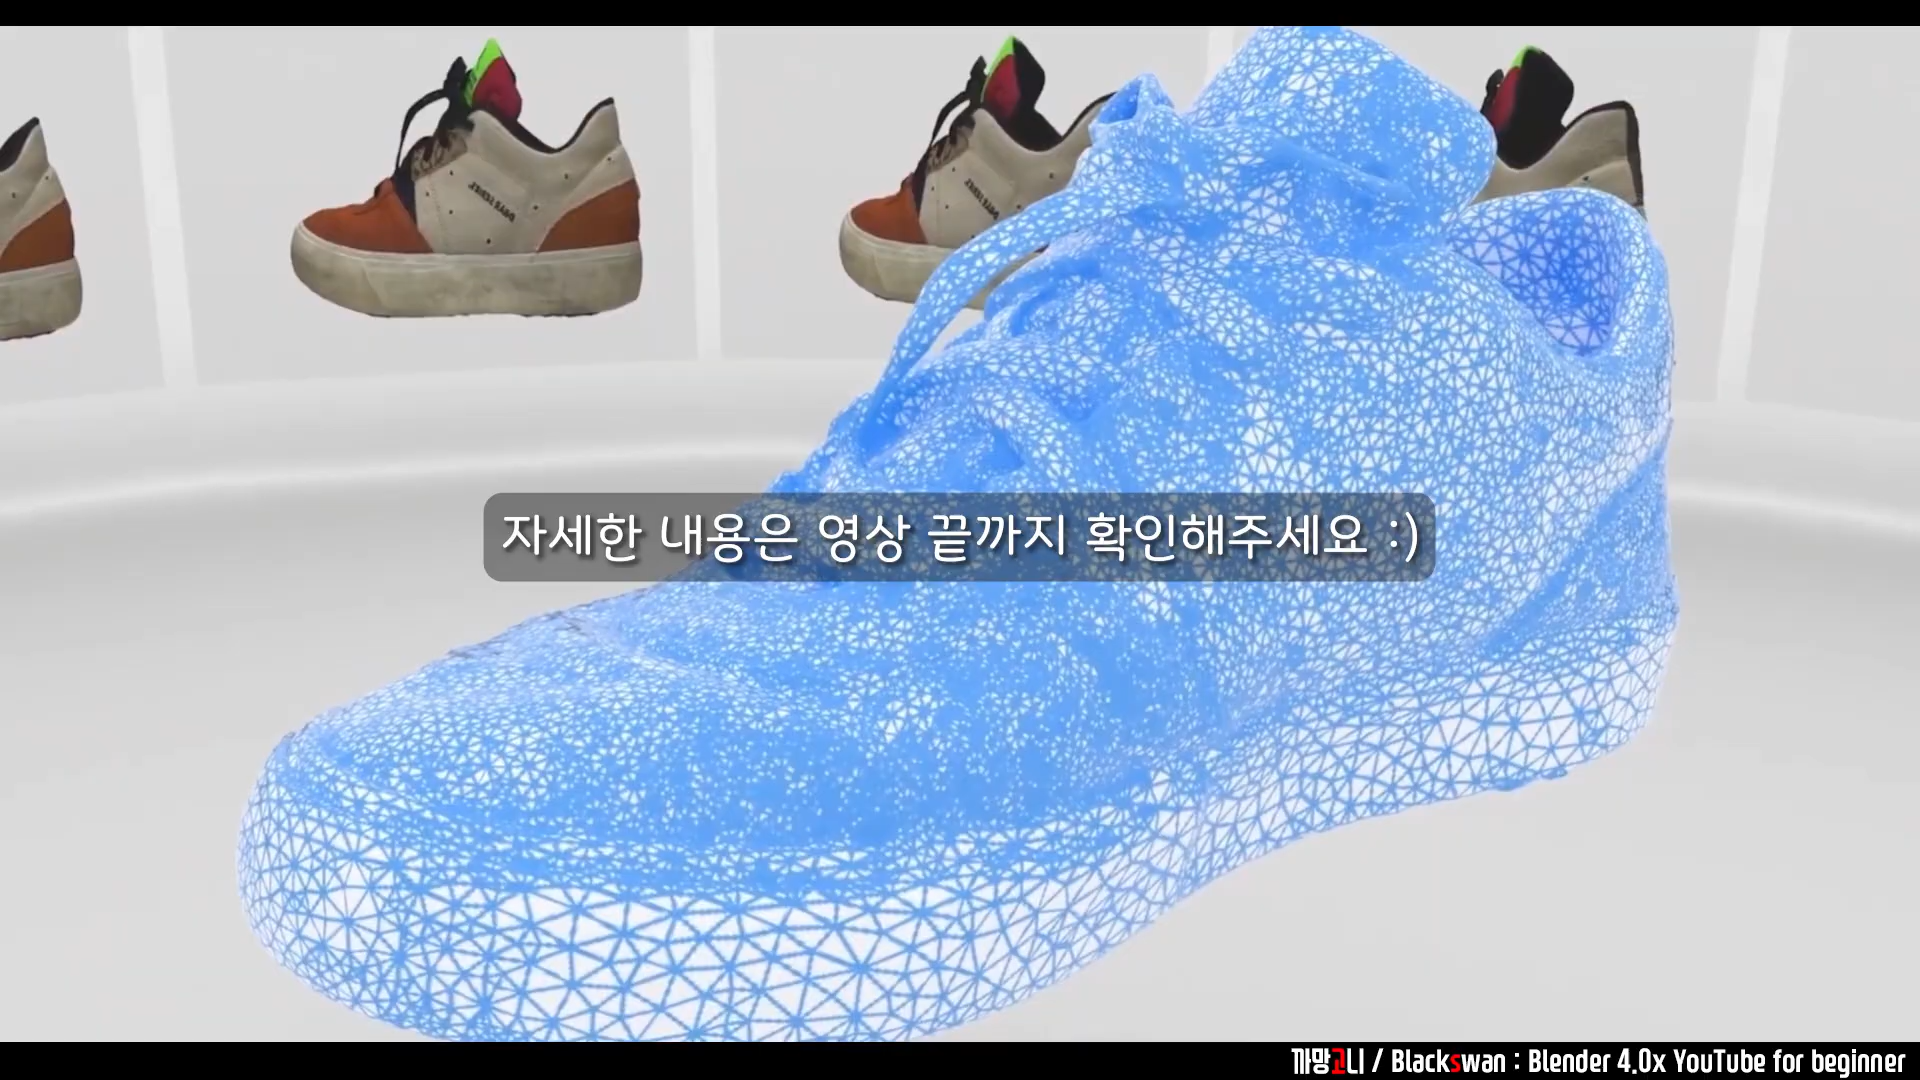 자세한 내용은 영상 끝까지 확인해주세요 :)
까망고니 / Blackswan : Blender 4.0x YouTube for beginner